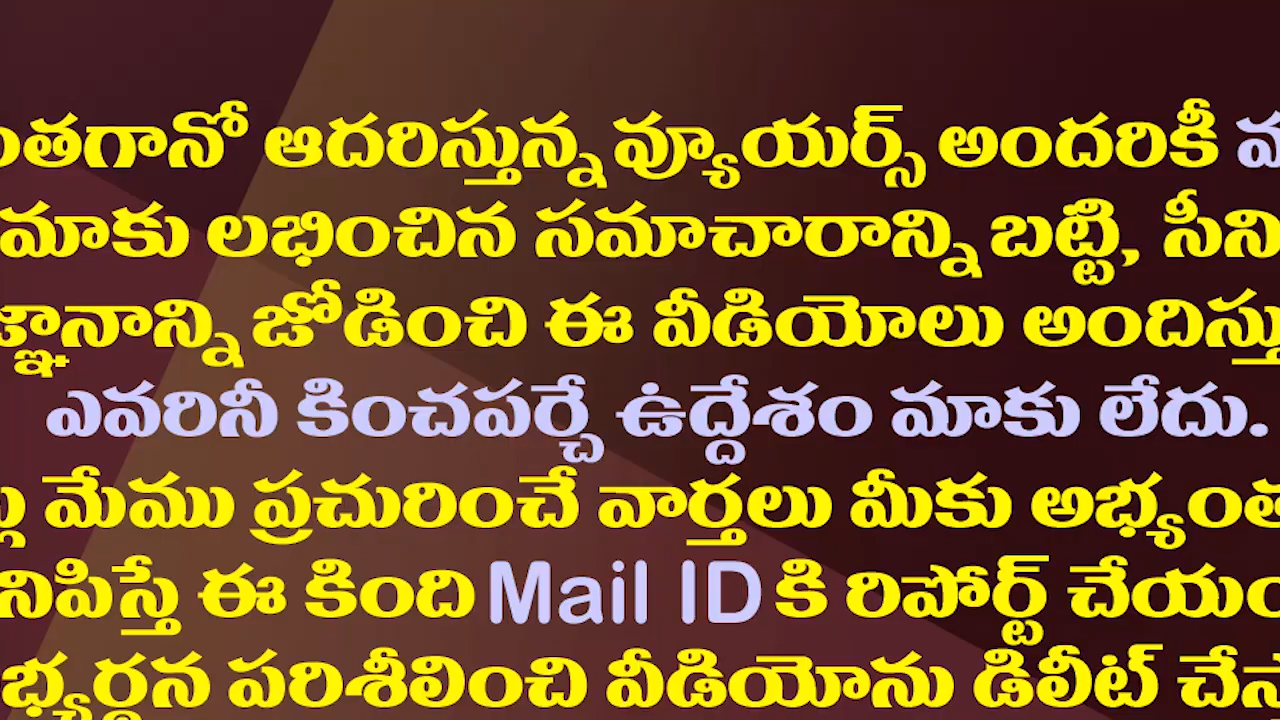 ఆదరిస్తున్న వ్యూయర్స్ అందరికీ
మాకు లభించిన సమాచారాన్ని బట్టి,
జోడించి ఈ వీడియోలు
ఎవరినీ కించపర్చే ఉద్దేశం మాకు లేదు.
మేము ప్రచురించే వార్తలు మీకు
ఈ కింది Mail ID కి రిపోర్ట్
పరిశీలించి వీడియోను డిలీట్